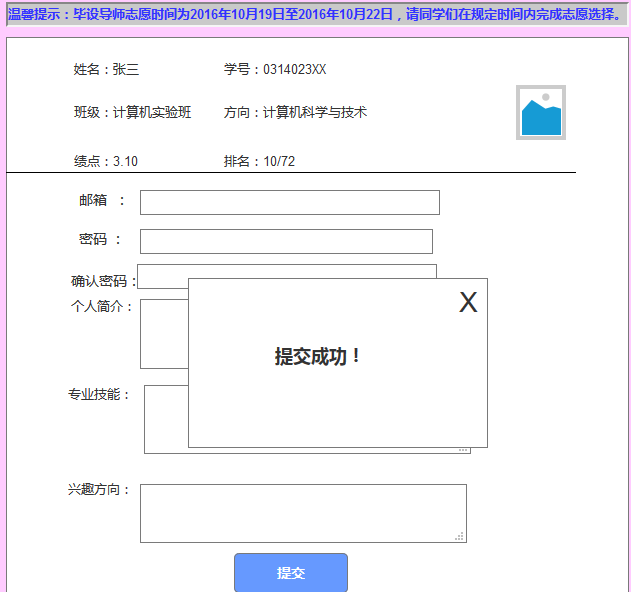 温馨提示：毕设导师志愿时间为2016年10月19日至2016年10月22日，请同学们在规定时间内完成志愿选择。
姓名：张三 学号：0314023XX
班级：计算机实验班 方向：计算机科学与技术
绩点：3.10 排名：10/72
邮箱 ：
密码 ：
确认密码：
X
个人简介：
提交成功！
专业技能：
兴趣方向：
提交